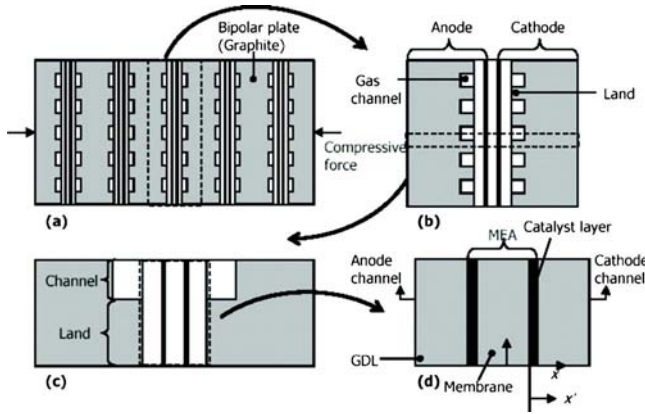 Bipolar plate
(Graphite)
Compressive
force
(a)
Anode
Cathode
Gas
channel
Land
(b)
Channel
Land
(c)
MEA
Catalyst layer
Anode
channel
Cathode
channel
GDL
Membrane
x
x'
(d)